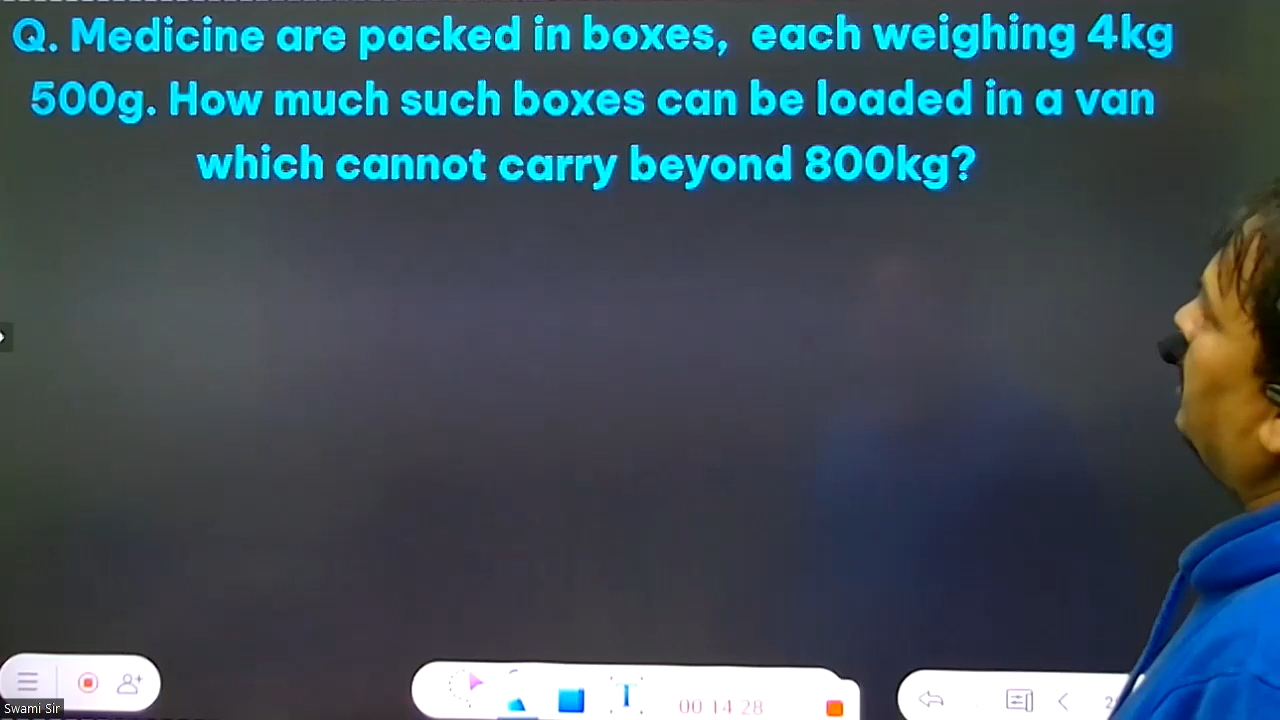 Q. Medicine are packed in boxes, each weighing 4kg
500g. How much such boxes can be loaded in a van
which cannot carry beyond 800kg?
T
00 14 28
2
Swami Sir